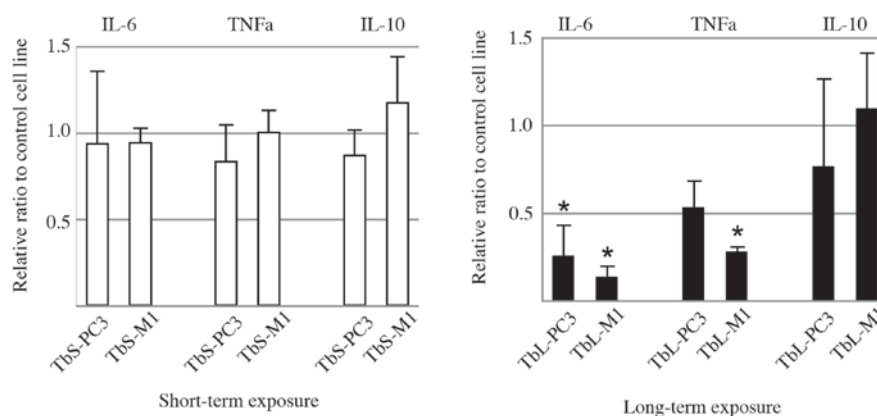 IL-6 TNFa IL-10
Relative ratio to control cell line
1.5
1.0
0.5
TbS-PC3 TbS-M1 TbS-PC3 TbS-M1 TbS-PC3 TbS-M1
Short-term exposure
IL-6 TNFa IL-10
Relative ratio to control cell line
1.5
1.0
0.5
* * *
TbL-PC3 TbL-M1 TbL-PC3 TbL-M1 TbL-PC3 TbL-M1
Long-term exposure